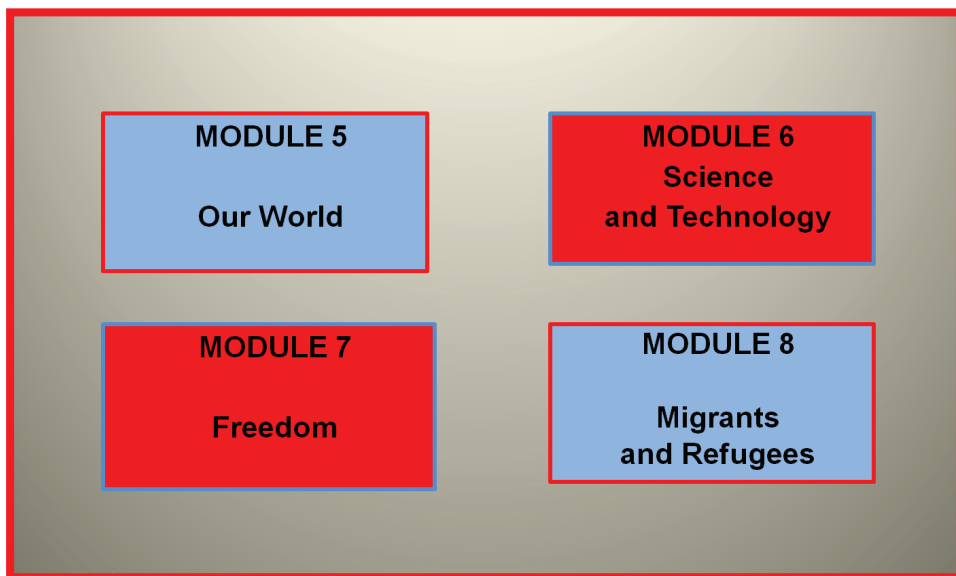 MODULE 5
Our World
MODULE 6
Science
and Technology
MODULE 7
Freedom
MODULE 8
Migrants
and Refugees